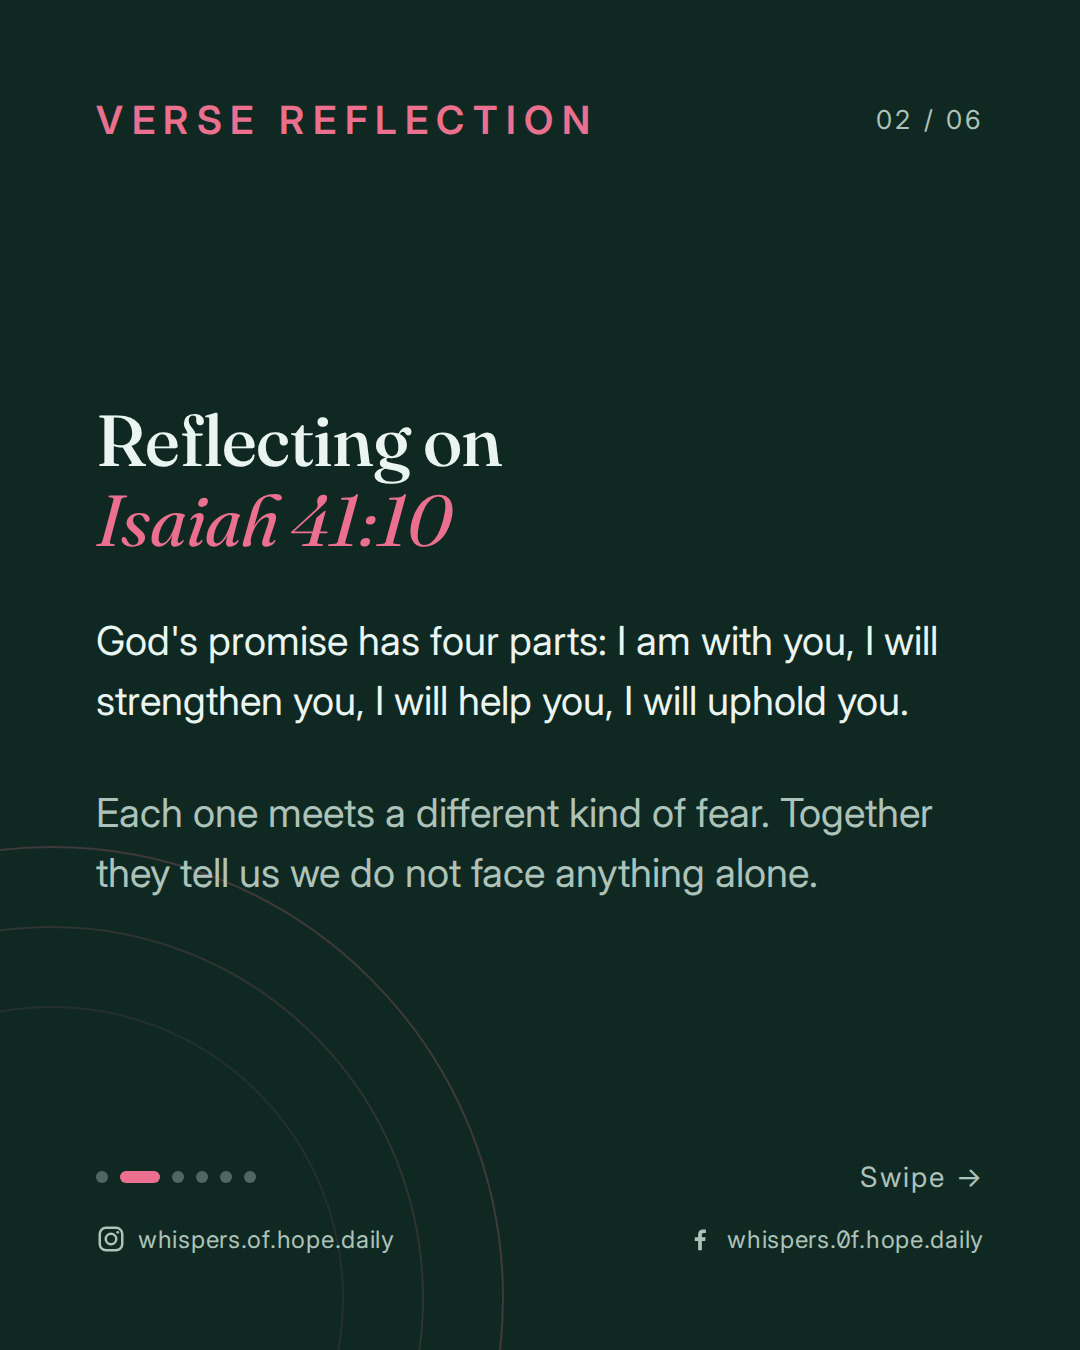 VERSE REFLECTION
02 / 06
Reflecting on
Isaiah 41:10
God's promise has four parts: I am with you, I will
strengthen you, I will help you, I will uphold you.
Each one meets a different kind of fear. Together
they tell us we do not face anything alone.
Swipe →
whispers.of.hope.daily
whispers.0f.hope.daily